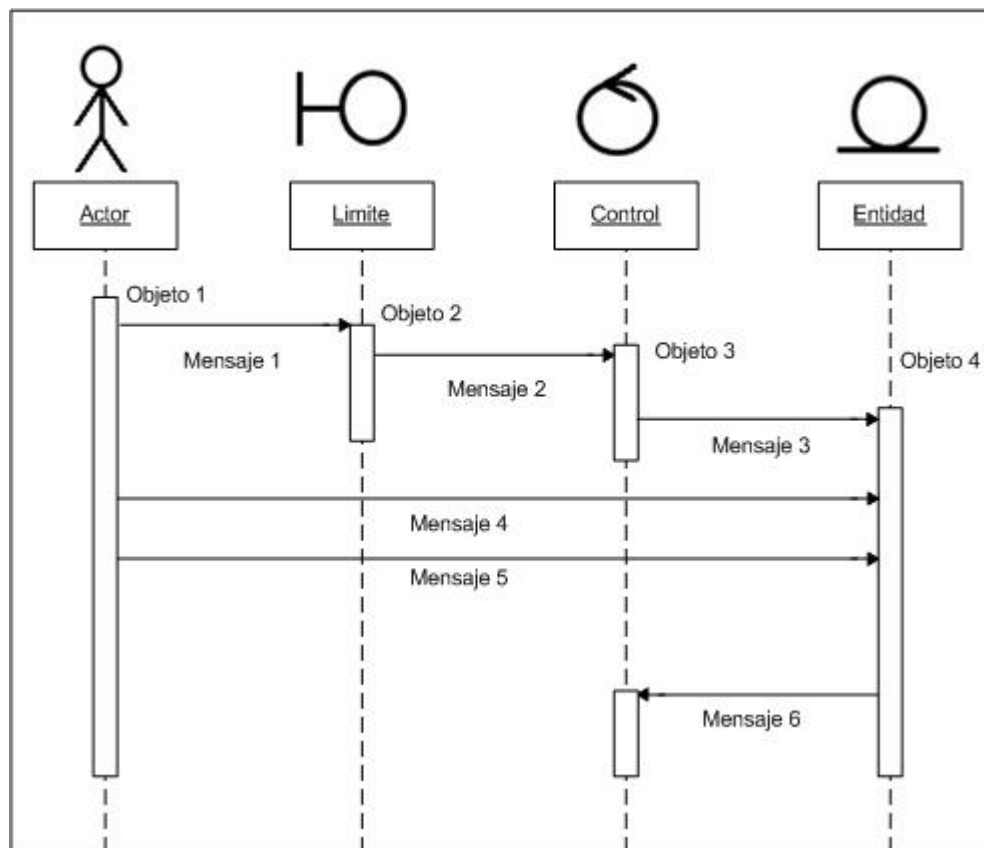 Actor
Limite
Control
Entidad
Objeto 1
Objeto 2
Mensaje 1
Objeto 3
Objeto 4
Mensaje 2
Mensaje 3
Mensaje 4
Mensaje 5
Mensaje 6